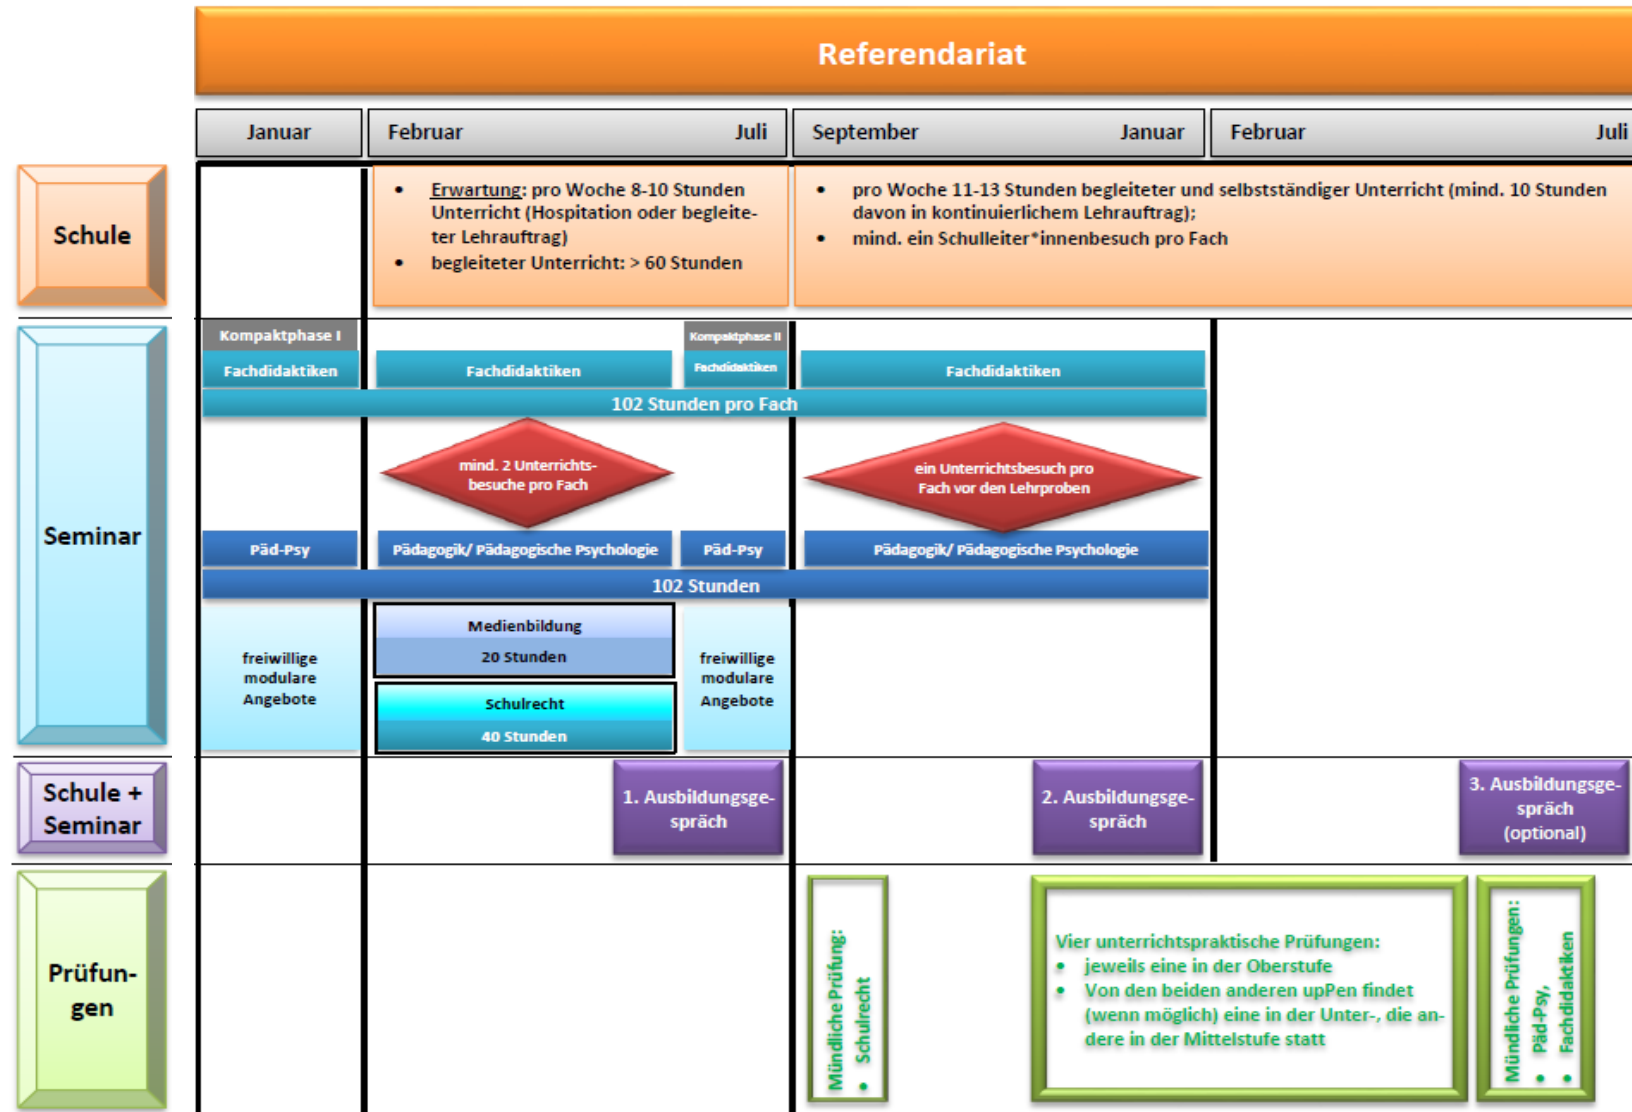 Referendariat
Januar
Februar
Juli
September
Januar
Februar
Juli
Schule
• Erwartung: pro Woche 8-10 Stunden
Unterricht (Hospitation oder begleite-
ter Lehrauftrag)
• begleiteter Unterricht: > 60 Stunden
• pro Woche 11-13 Stunden begleiteter und selbstständiger Unterricht (mind. 10 Stunden
davon in kontinuierlichem Lehrauftrag);
• mind. ein Schulleiter*innenbesuch pro Fach
Seminar
Kompaktphase I
Kompaktphase II
Fachdidaktiken
Fachdidaktiken
Fachdidaktiken
Fachdidaktiken
102 Stunden pro Fach
mind. 2 Unterrichts-
besuche pro Fach
ein Unterrichtsbesuch pro
Fach vor den Lehrproben
Päd-Psy
Pädagogik/ Pädagogische Psychologie
Päd-Psy
Pädagogik/ Pädagogische Psychologie
102 Stunden
freiwillige
modulare
Angebote
Medienbildung
20 Stunden
Schulrecht
40 Stunden
freiwillige
modulare
Angebote
Schule +
Seminar
1. Ausbildungsge-
spräch
2. Ausbildungsge-
spräch
3. Ausbildungsge-
spräch
(optional)
Prüfun-
gen
Mündliche Prüfung:
• Schulrecht
Vier unterrichtspraktische Prüfungen:
• jeweils eine in der Oberstufe
• Von den beiden anderen upPen findet
(wenn möglich) eine in der Unter-, die an-
dere in der Mittelstufe statt
Mündliche Prüfungen:
• Päd-Psy,
• Fachdidaktiken